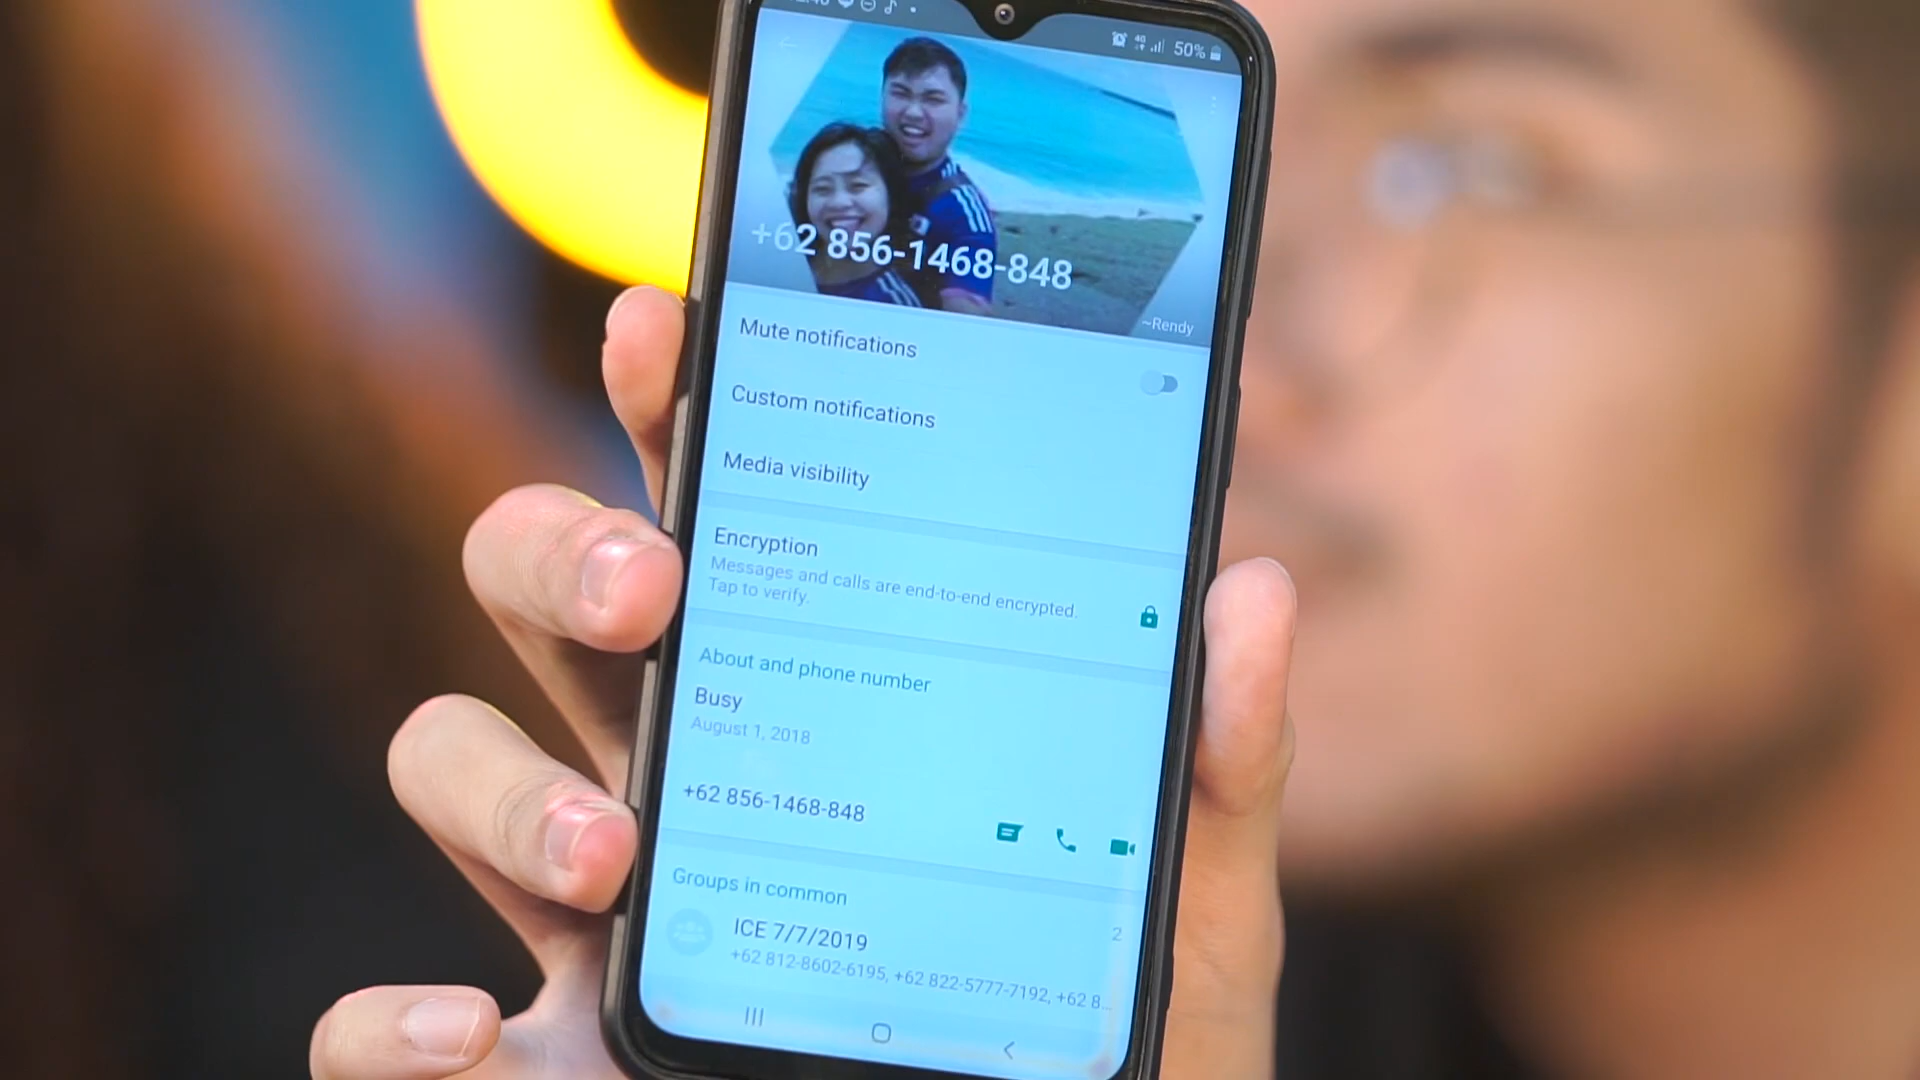 50%
+62 856-1468-848
~Rendy
Mute notifications
Custom notifications
Media visibility
Encryption
Messages and calls are end-to-end encrypted.
Tap to verify.
About and phone number
Busy
August 1, 2018
+62 856-1468-848
Groups in common
ICE 7/7/2019
2
+62 812-8602-6195, +62 822-5777-7192, +62 8...